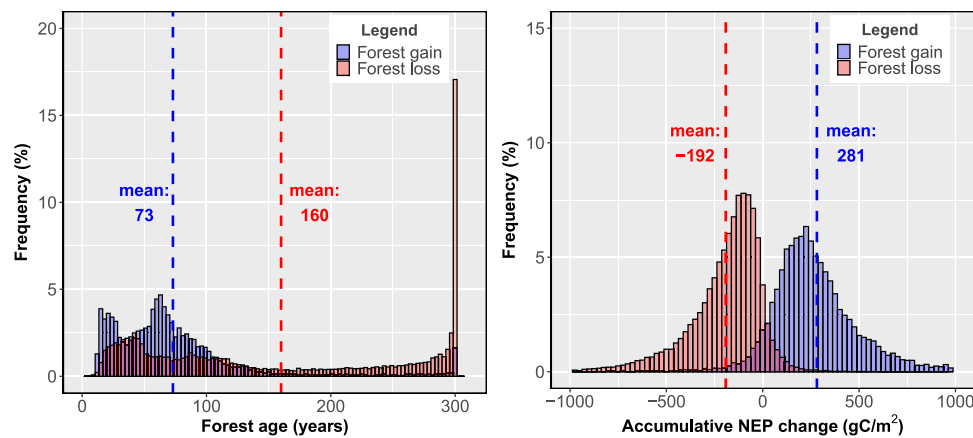 20
15
10
5
0
Frequency (%)
Legend
Forest gain
Forest loss
mean:
73
mean:
160
0
100
200
300
Forest age (years)
15
10
5
0
Frequency (%)
Legend
Forest gain
Forest loss
mean:
−192
mean:
281
−1000
−500
0
500
1000
Accumulative NEP change (gC/m²)